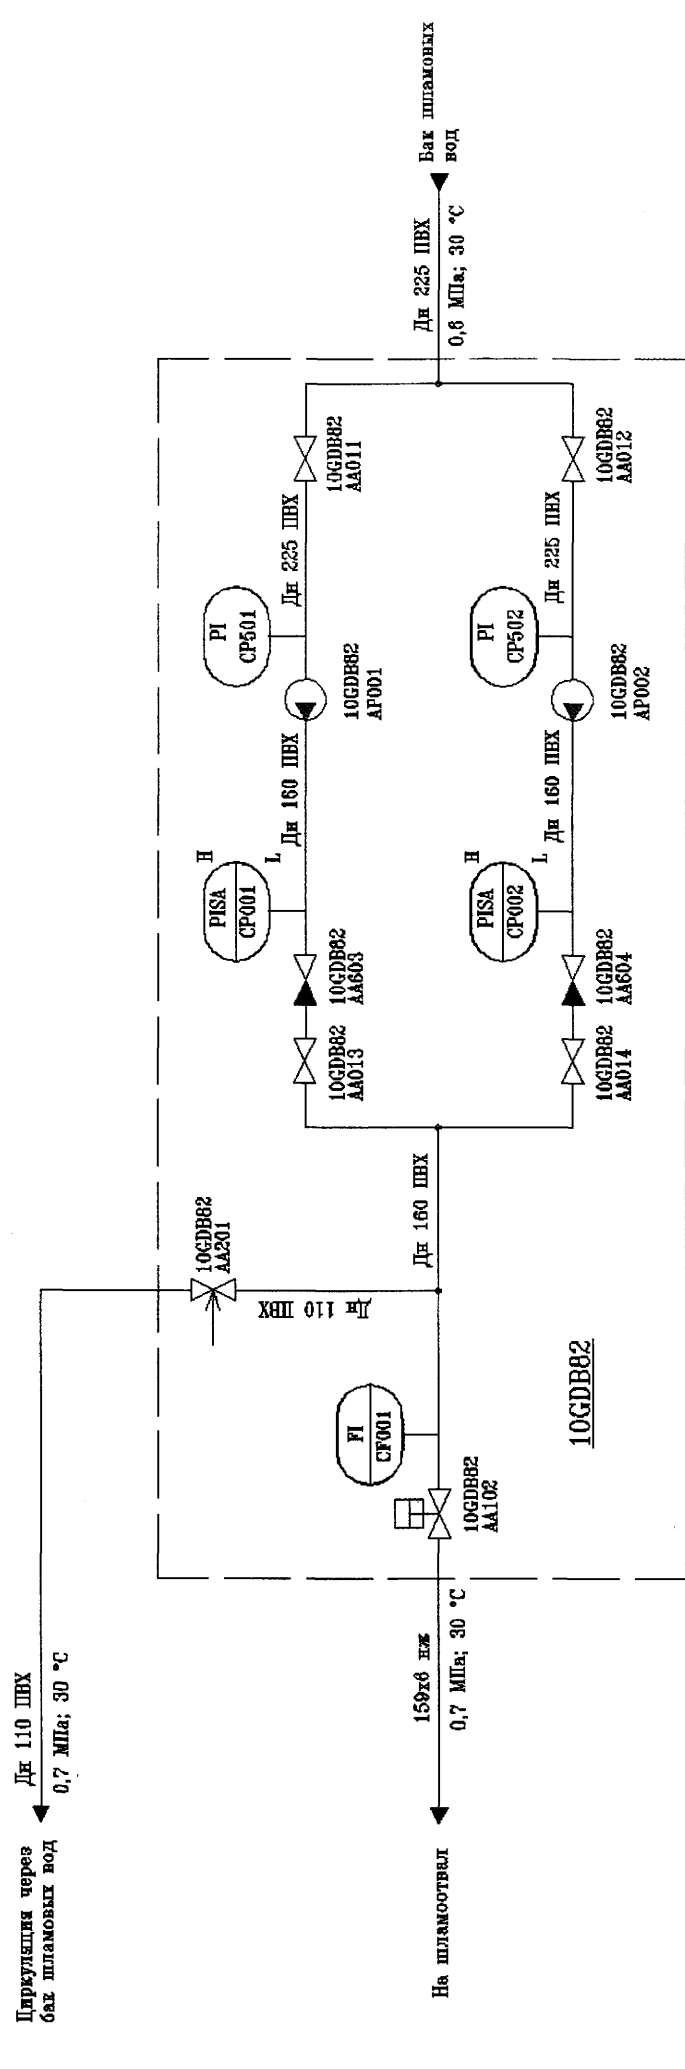 Циркуляция через
бак шламовых вод
Дн 110 ПВХ
0,7 МПа; 30 °С
На шламоотвал
159х6 нж
0,7 МПа; 30 °С
10GDB82
AA102
FI
CF001
10GDB82
10GDB82
AA201
Дн 110 ПВХ
Дн 160 ПВХ
10GDB82
AA013
10GDB82
AA603
PISA
CP001
H
L
Дн 160 ПВХ
10GDB82
AP001
PI
CP501
Дн 225 ПВХ
10GDB82
AA011
10GDB82
AA014
10GDB82
AA604
PISA
CP002
H
L
Дн 160 ПВХ
10GDB82
AP002
PI
CP502
Дн 225 ПВХ
10GDB82
AA012
Дн 225 ПВХ
0,6 МПа; 30 °С
Бак шламовых
вод